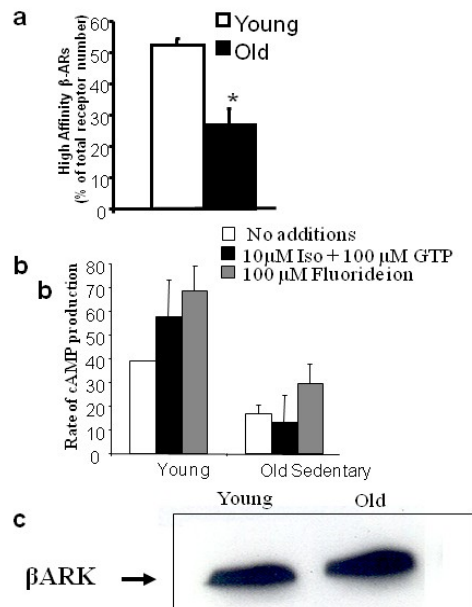 a
Young
Old
High Affinity β-ARs
(% of total receptor number)
60
50
40
30
20
10
0
*
No additions
10μM Iso + 100 μM GTP
100 μM Fluoride ion
b
b
Rate of cAMP production
80
70
60
50
40
30
20
10
0
Young
Old Sedentary
c
Young
Old
βARK